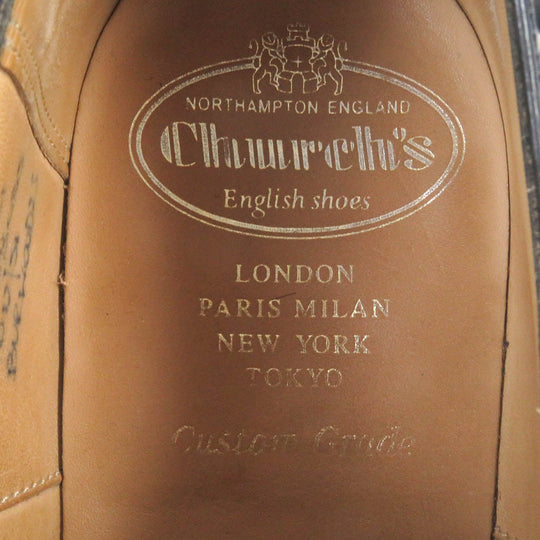 NORTHAMPTON ENGLAND
Church's
English shoes
LONDON
PARIS MILAN
NEW YORK
TOKYO
Custom Grade